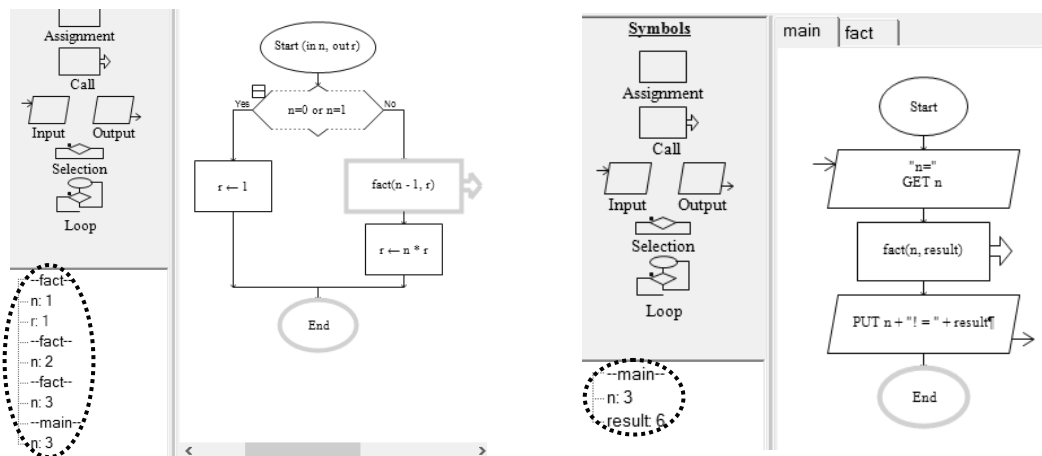 Assignment
Call
Input Output
Selection
Loop
--fact--
n: 1
r: 1
--fact--
n: 2
--fact--
n: 3
--main--
n: 3
Start (in n, out r)
Yes
n=0 or n=1
No
r ← 1
fact(n - 1, r)
r ← n * r
End
Symbols
Assignment
Call
Input Output
Selection
Loop
--main--
n: 3
result: 6
main fact
Start
"n="
GET n
fact(n, result)
PUT n + "! = " + result¶
End